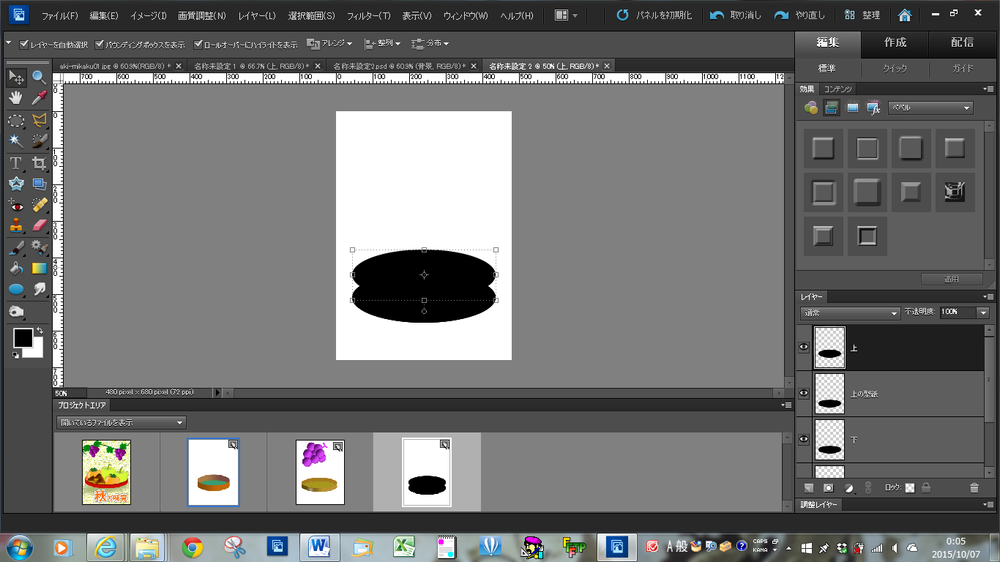 ファイル(F) 編集(E) イメージ(I) 画質調整(N) レイヤー(L) 選択範囲(S) フィルター(T) 表示(V) ウィンドウ(W) ヘルプ(H) パネルを初期化 取り消し やり直し 整理
レイヤーを自動選択 バウンディングボックスを表示 ロールオーバーにハイライトを表示 アレンジ 整列 分布
編集 作成 配信
aki-mikaku01.jpg @ 60.9%(RGB/8) * 名称未設定 1 @ 66.7% (上, RGB/8) * 名称未設定2.psd @ 60.9% (背景, RGB/8) * 名称未設定 2 @ 50% (上, RGB/8) *
標準 クイック ガイド
700 600 500 400 300 200 100 0 100 200 300 400 500 600 700 800 900 1000 1100
効果 コンテンツ
ベベル
0
100
200
300
400
500
600
700
適用
レイヤー
通常 不透明度: 100%
上
上の型紙
下
50% 480 pixel x 680 pixel (72 ppi)
プロジェクトエリア
開いているファイルを表示
秋の味覚
ロック:
調整レイヤー
A 般 CAPS KANA
0:05
2015/10/07